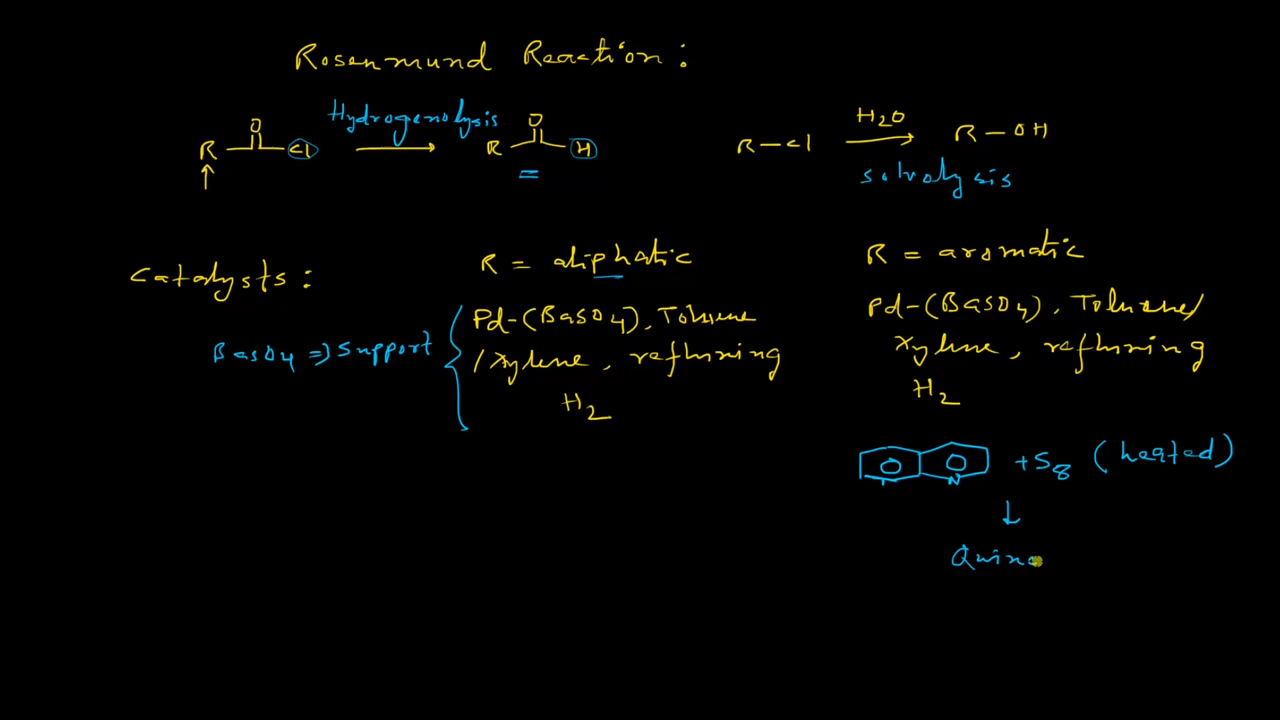 Rosenmund Reaction:
R O Cl Hydrogenolysis R O H
R-Cl H2O R-OH
solvolysis
Catalysts:
BaSO4 => Support
R = aliphatic
Pd-(BaSO4), Toluene
/Xylene, refluxing
H2
R = aromatic
Pd-(BaSO4), Toluene/
Xylene, refluxing
H2
N +S8 (heated)
↓
Quino